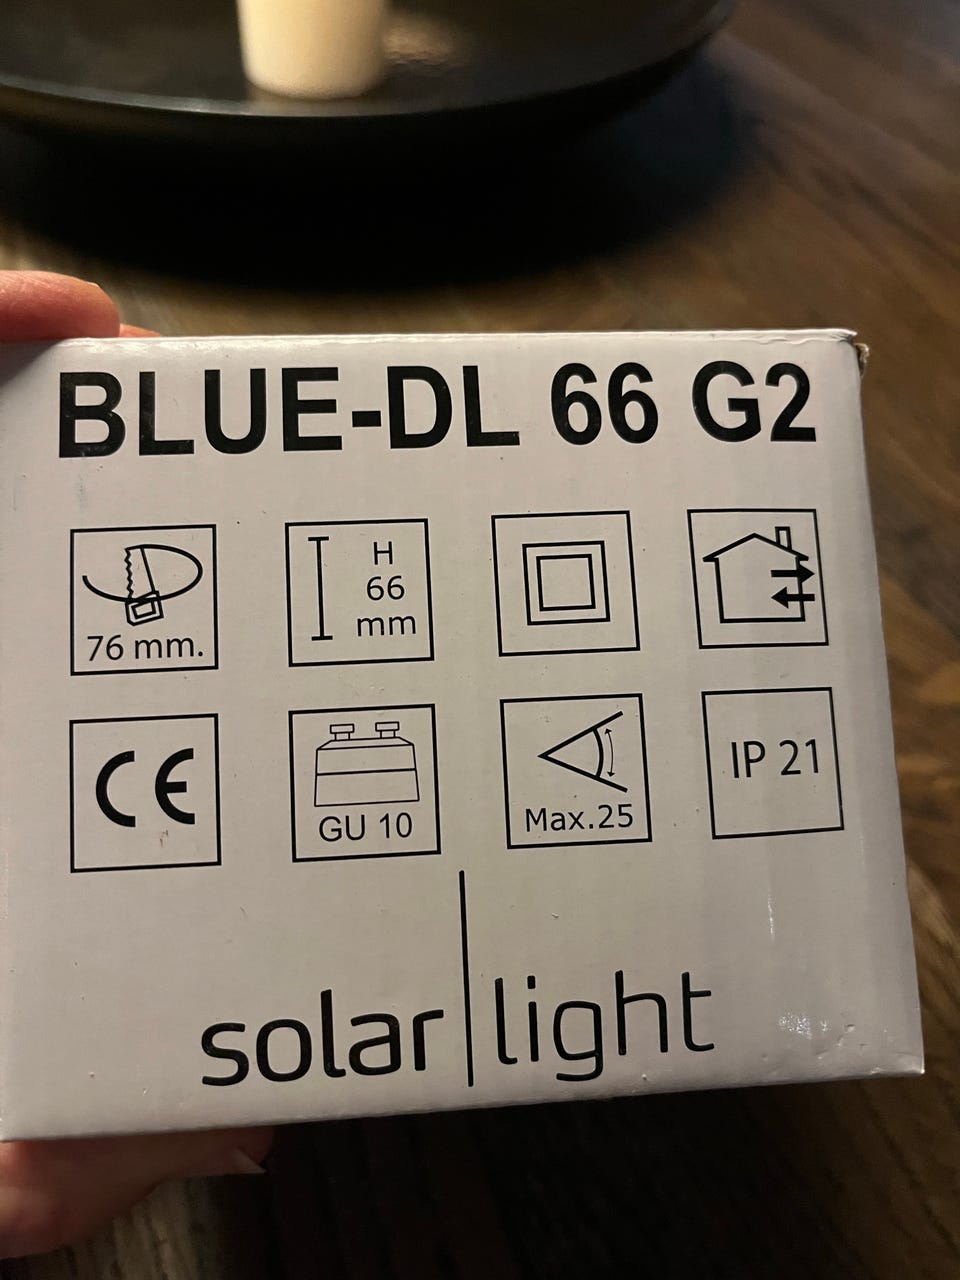 BLUE-DL 66 G2
76 mm.
H
66
mm
CE
GU 10
Max.25
IP 21
solar light